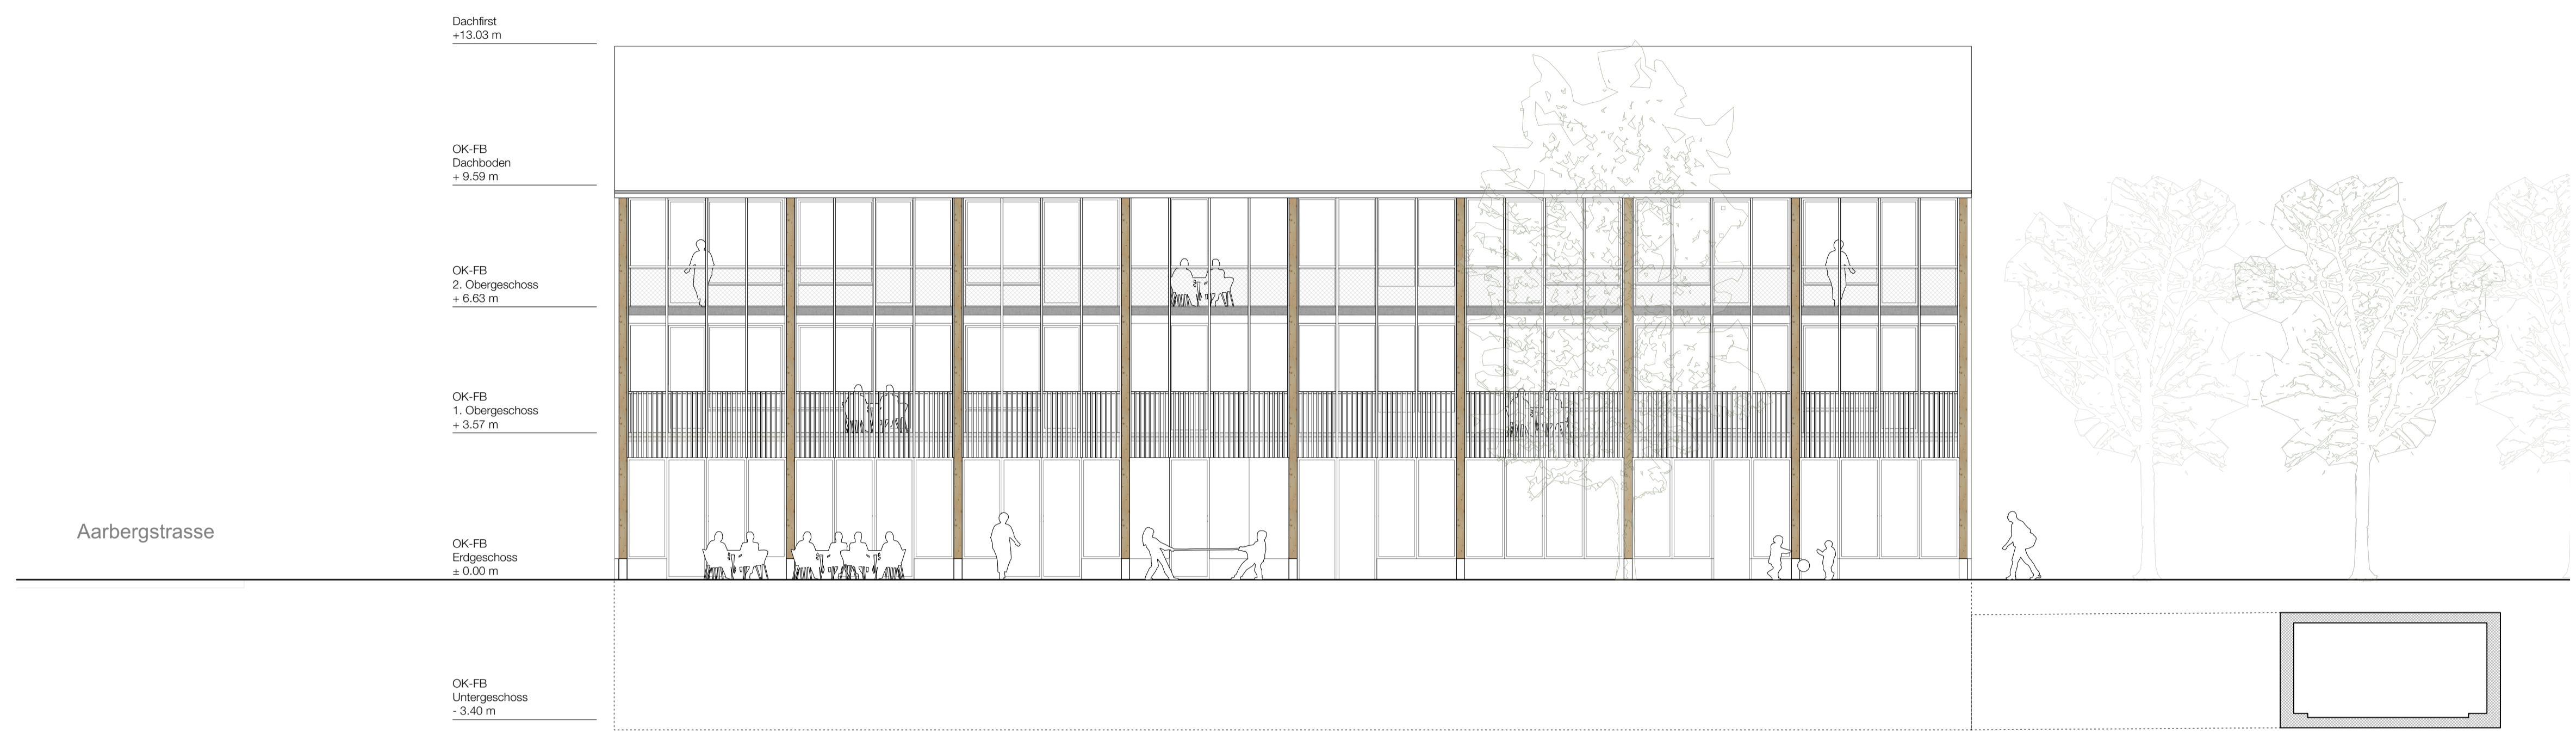 Dachfirst
+13.03 m
OK-FB
Dachboden
+ 9.59 m
OK-FB
2. Obergeschoss
+ 6.63 m
OK-FB
1. Obergeschoss
+ 3.57 m
Aarbergstrasse
OK-FB
Erdgeschoss
± 0.00 m
OK-FB
Untergeschoss
- 3.40 m